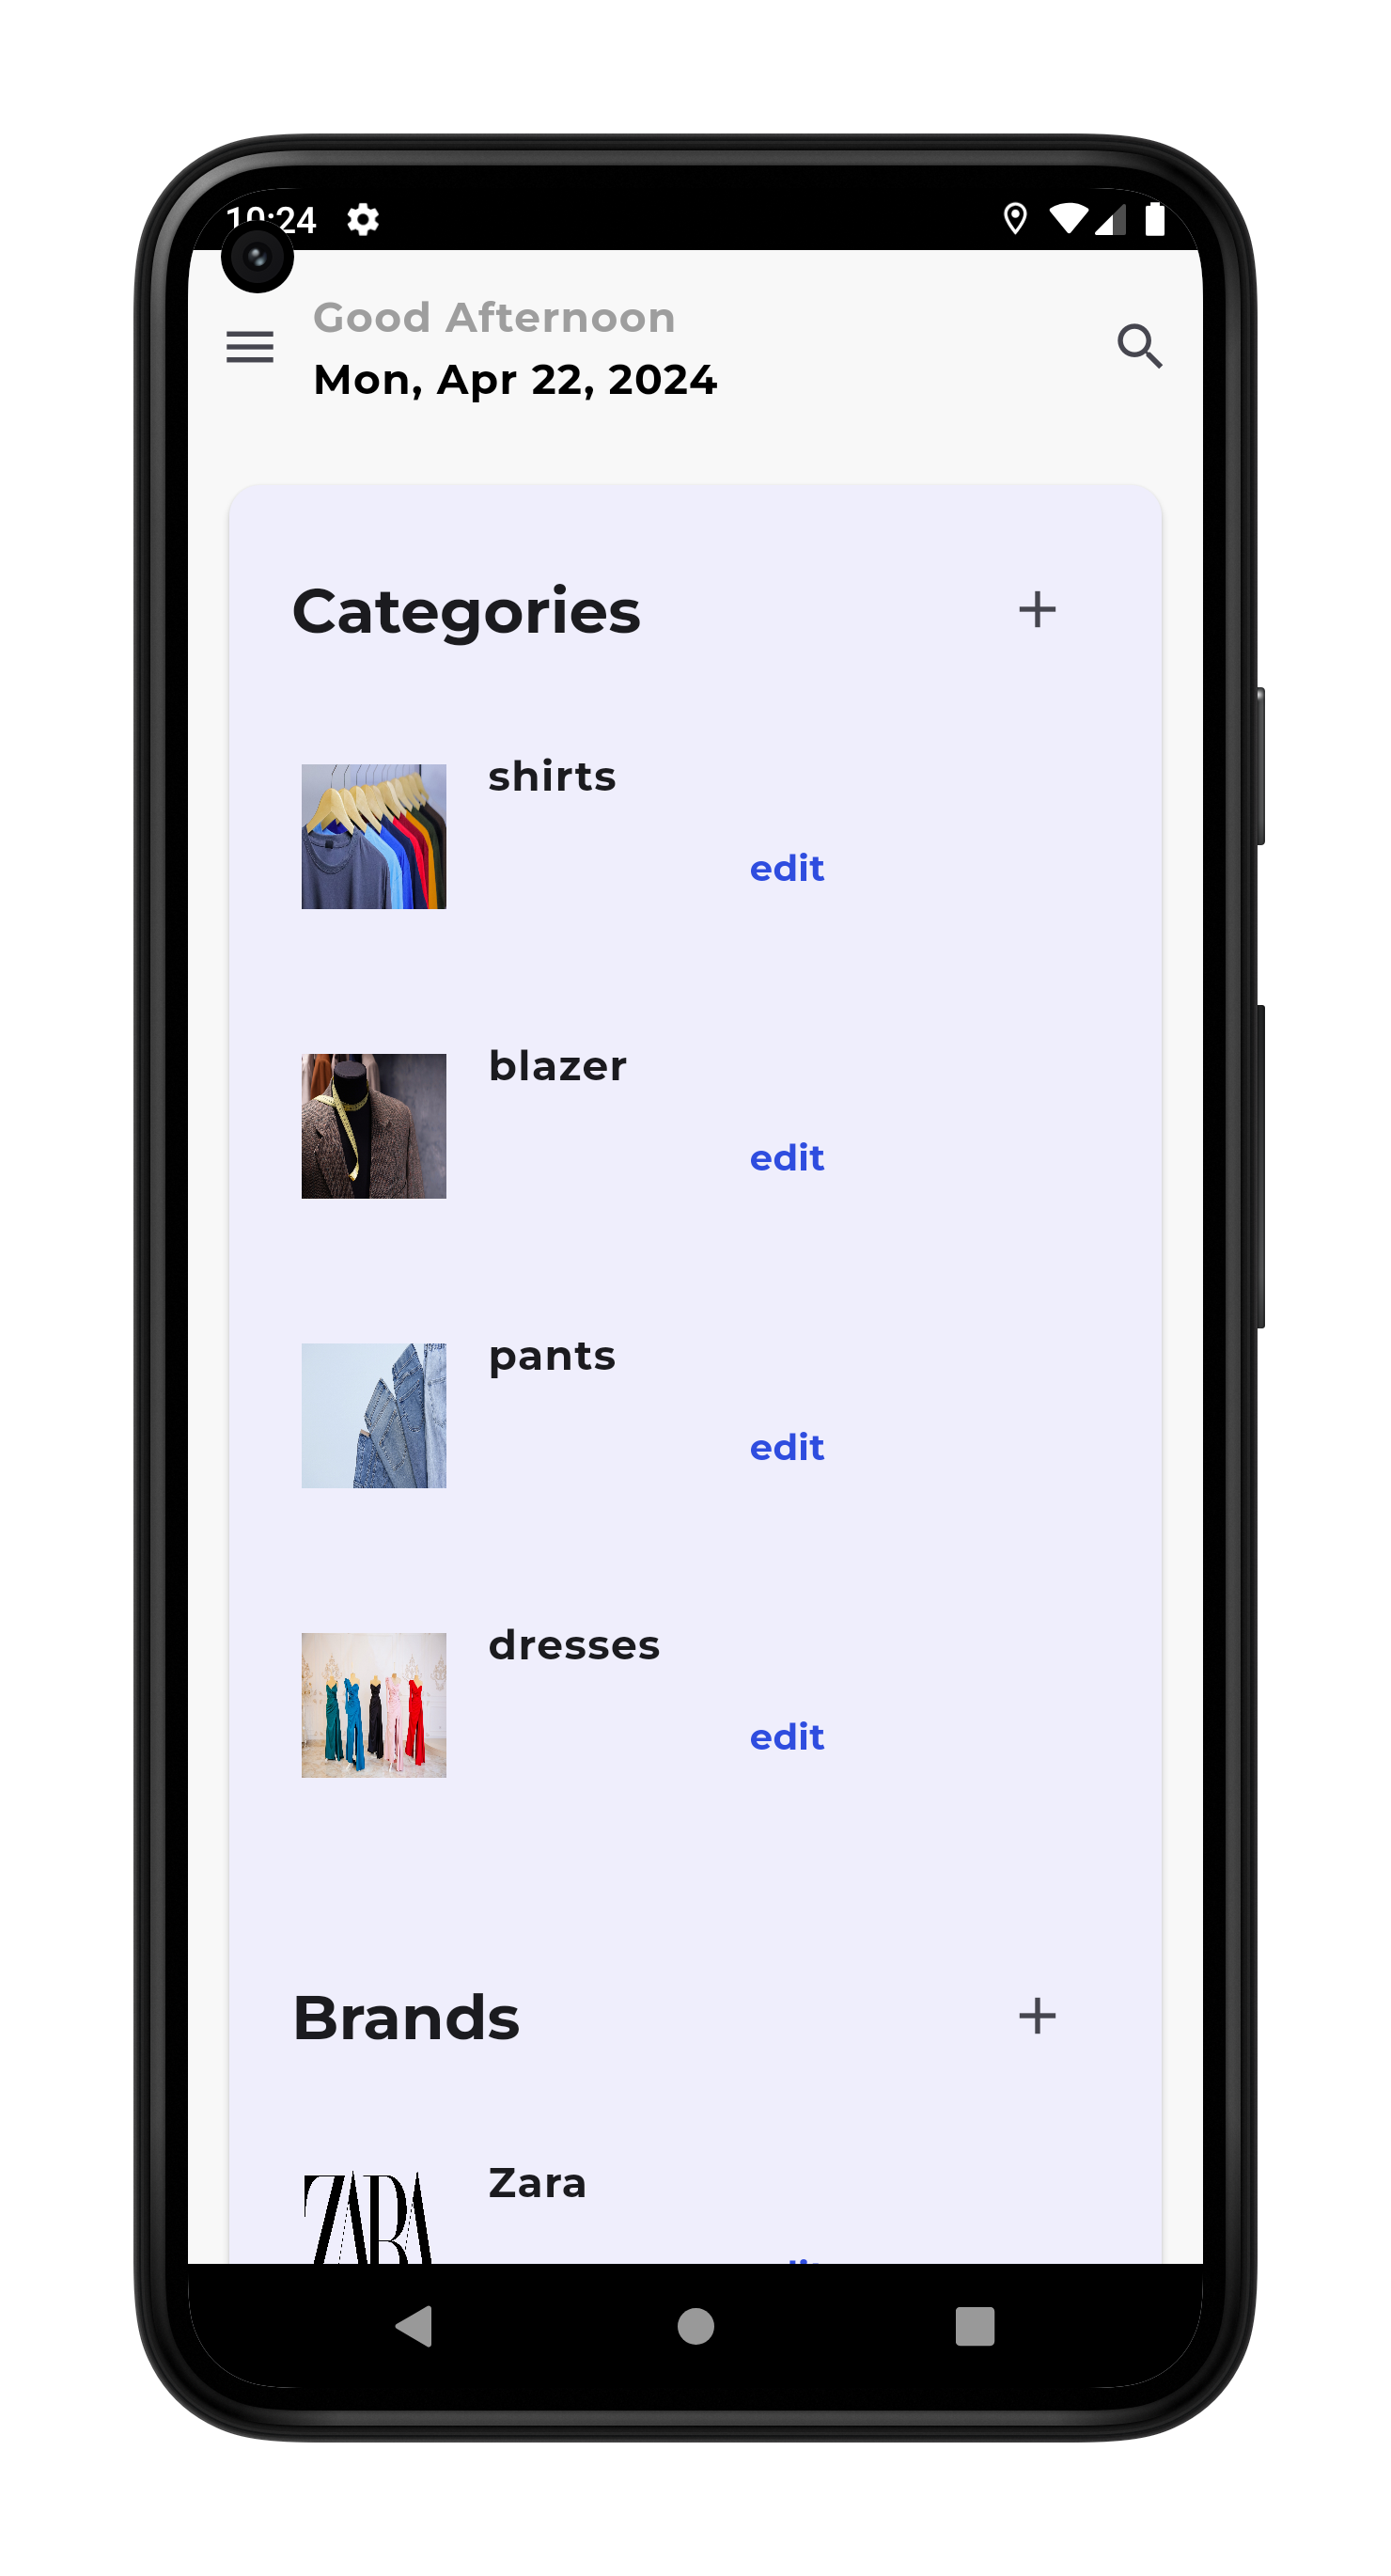 10:24
Good Afternoon
Mon, Apr 22, 2024
Categories
shirts
edit
blazer
edit
pants
edit
dresses
edit
Brands
ZARA
Zara